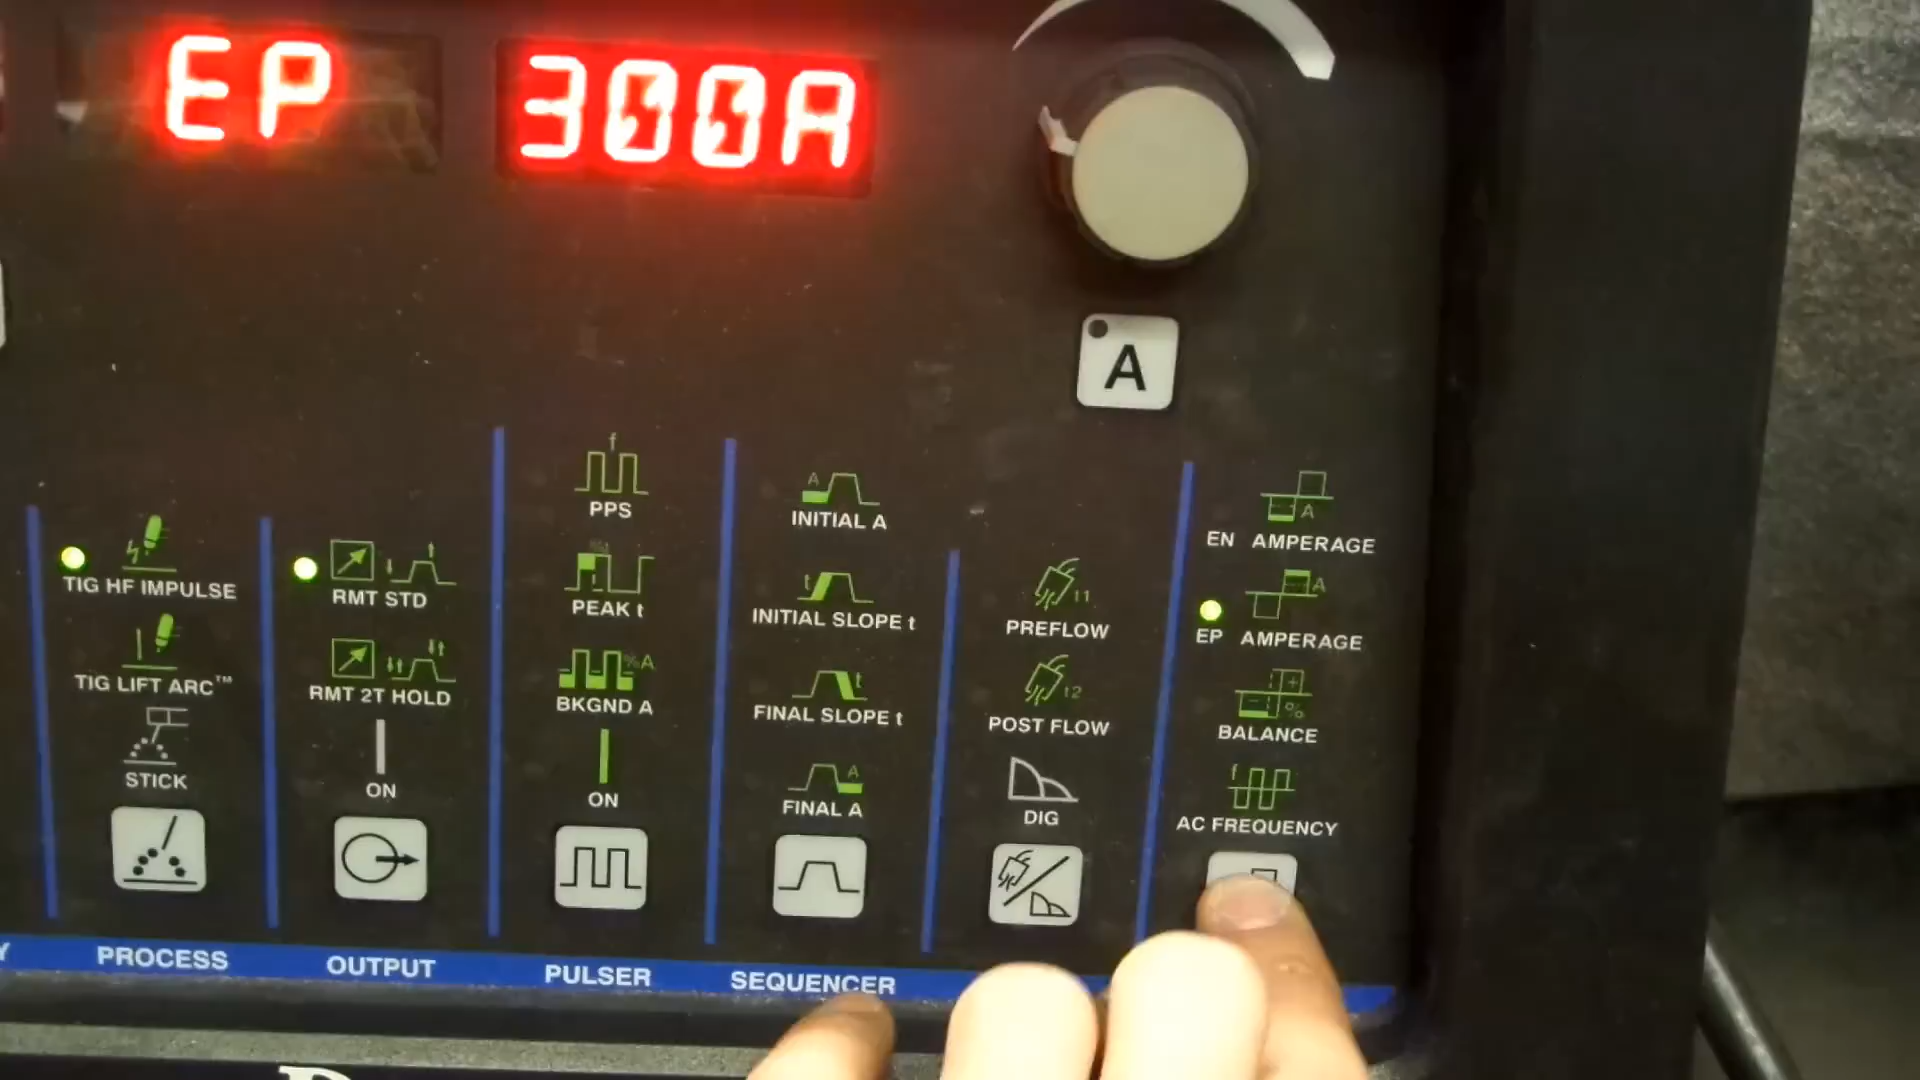 EP
300A
A
f
PPS
A
INITIAL A
A
EN AMPERAGE
TIG HF IMPULSE
t
RMT STD
%t
PEAK t
t
INITIAL SLOPE t
t1
PREFLOW
A
EP AMPERAGE
TIG LIFT ARC™
RMT 2T HOLD
%A
BKGND A
t
FINAL SLOPE t
t2
POST FLOW
%
BALANCE
STICK
ON
ON
A
FINAL A
DIG
f
AC FREQUENCY
Y
PROCESS
OUTPUT
PULSER
SEQUENCER